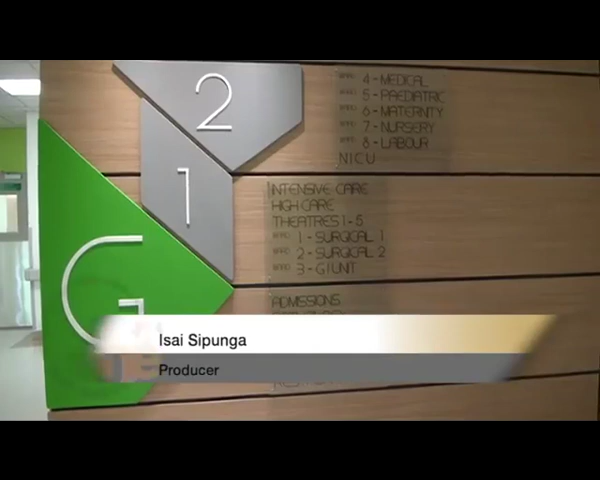 2
WARD 4 - MEDICAL
WARD 5 - PAEDIATRIC
WARD 6 - MATERNITY
WARD 7 - NURSERY
WARD 8 - LABOUR
NICU
1
INTENSIVE CARE
HIGH CARE
THEATRES 1 - 5
WARD 1 - SURGICAL 1
WARD 2 - SURGICAL 2
WARD 3 - GI UNIT
G
ADMISSIONS
Isai Sipunga
Producer